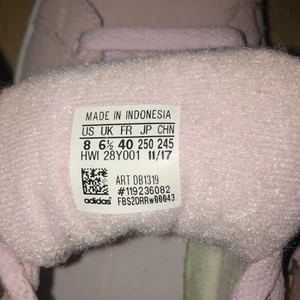 MADE IN INDONESIA
US UK FR JP CHN
8 6½ 40 250 245
HWI 28Y001 11/17
ART DB1319
#119236082
adidas FBS2DRRw00043